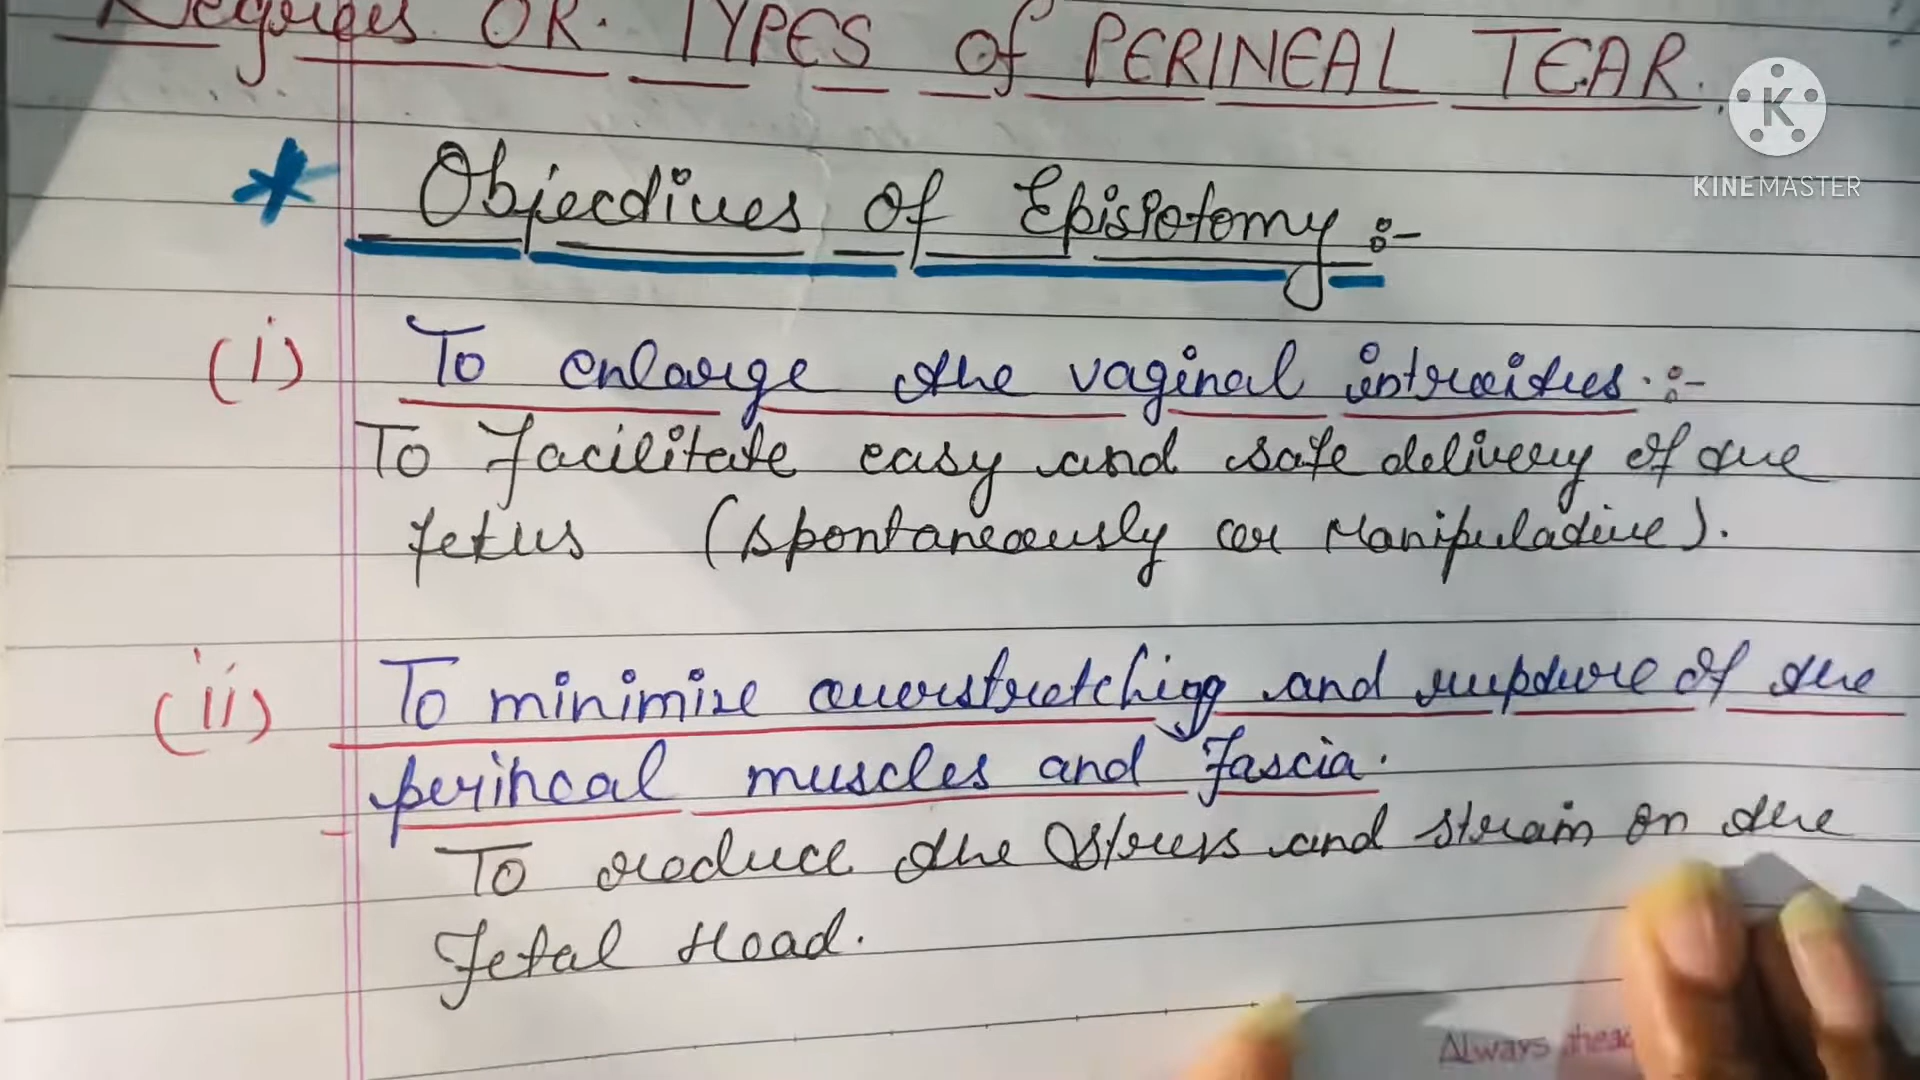 Degrees OR. TYPES of PERINEAL TEAR.
KINEMASTER
* Objectives of Episiotomy :-
(i) To enlarge the vaginal introitus :-
To facilitate easy and safe delivery of the
fetus (spontaneously or Manipulative).
(ii) To minimize overstretching and rupture of the
perineal muscles and fascia.
To reduce the stress and strain on the
fetal Head.
Always ahead